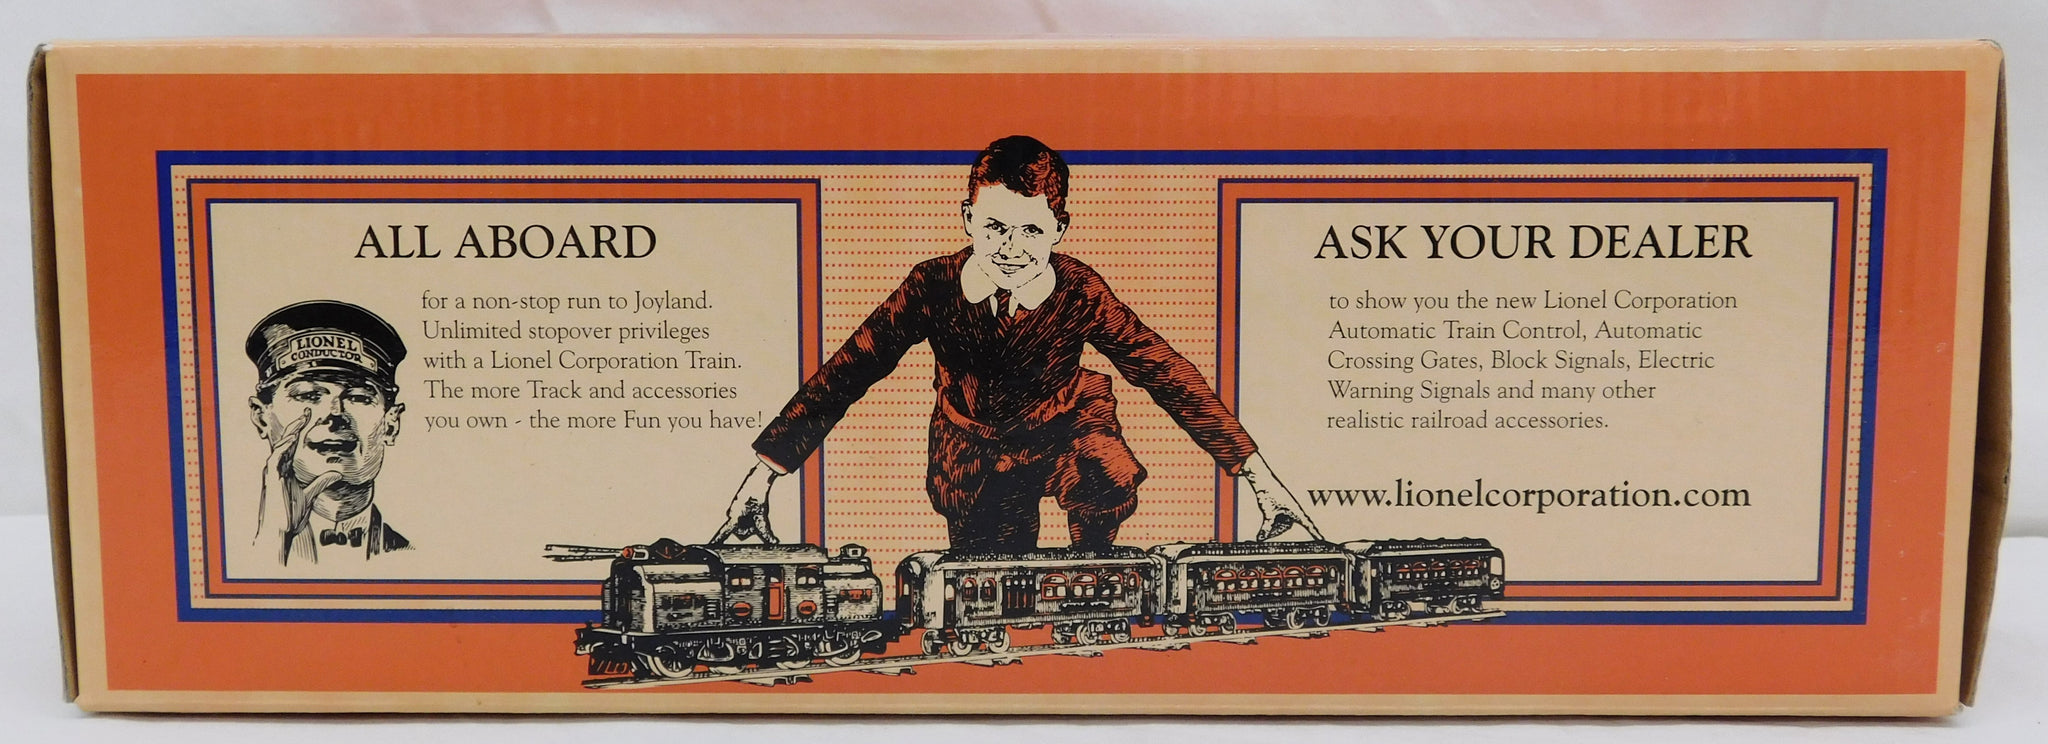 ALL ABOARD
for a non-stop run to Joyland.
Unlimited stopover privileges
with a Lionel Corporation Train.
The more Track and accessories
you own - the more Fun you have!
LIONEL
CONDUCTOR
ASK YOUR DEALER
to show you the new Lionel Corporation
Automatic Train Control, Automatic
Crossing Gates, Block Signals, Electric
Warning Signals and many other
realistic railroad accessories.
www.lionelcorporation.com